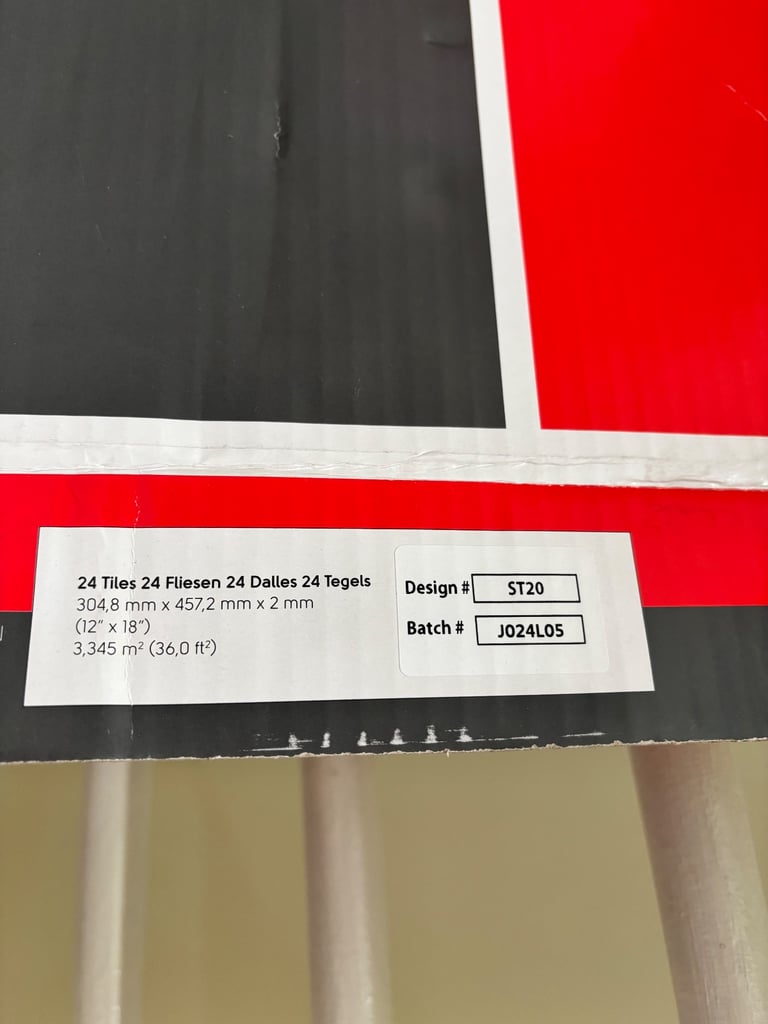 24 Tiles 24 Fliesen 24 Dalles 24 Tegels
304,8 mm x 457,2 mm x 2 mm
(12” x 18”)
3,345 m² (36,0 ft²)
Design # ST20
Batch # J024L05